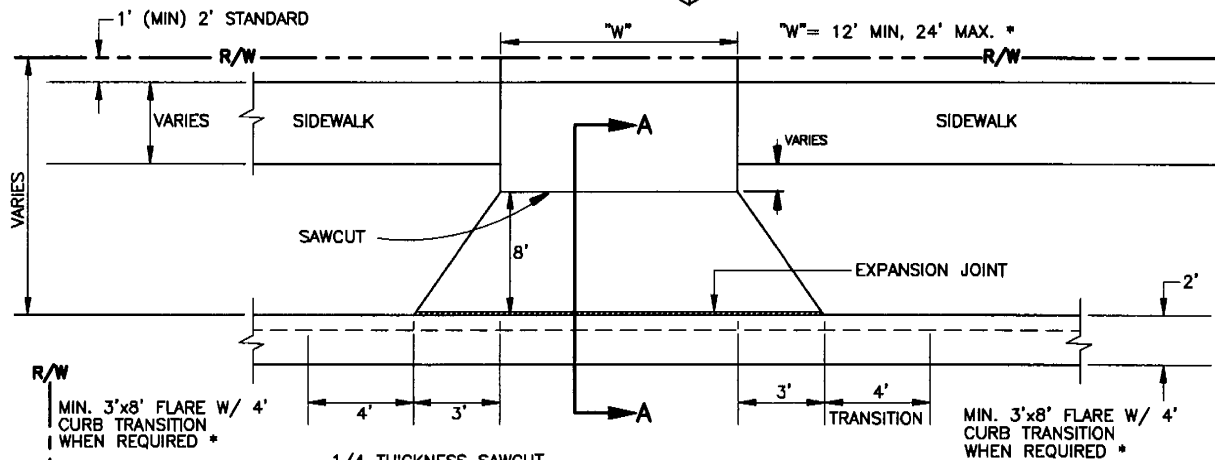 1' (MIN) 2' STANDARD
"W"
"W"= 12' MIN, 24' MAX. *
R/W
R/W
VARIES
VARIES
SIDEWALK
A
VARIES
SIDEWALK
SAWCUT
8'
EXPANSION JOINT
2'
R/W
MIN. 3'x8' FLARE W/ 4'
CURB TRANSITION
WHEN REQUIRED *
4'
3'
A
3'
4'
TRANSITION
MIN. 3'x8' FLARE W/ 4'
CURB TRANSITION
WHEN REQUIRED *
1/4 THICKNESS SAWCUT